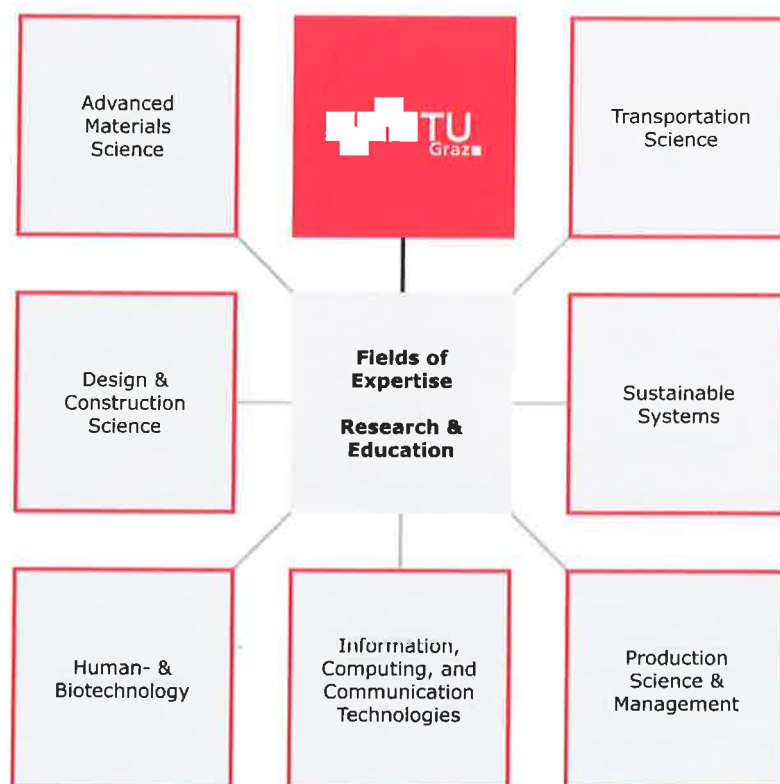 Advanced
Materials
Science
TU
Graz
Transportation
Science
Design &
Construction
Science
Fields of
Expertise
Research &
Education
Sustainable
Systems
Human- &
Biotechnology
Information,
Computing, and
Communication
Technologies
Production
Science &
Management